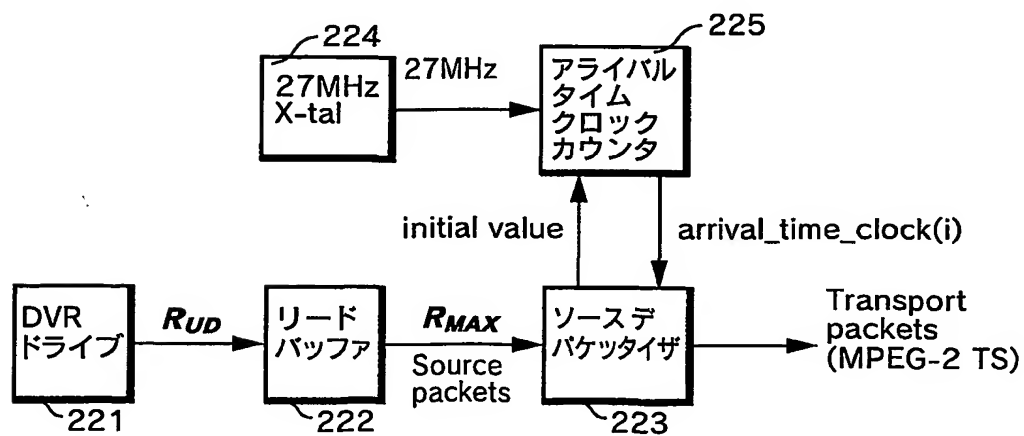 224
225
27MHz
X-tal
27MHz
アライバル
タイム
クロック
カウンタ
initial value
arrival_time_clock(i)
DVR
ドライブ
RUD
リード
バッファ
RMAX
Source
packets
ソースデ
パケッタイザ
Transport
packets
(MPEG-2 TS)
221
222
223